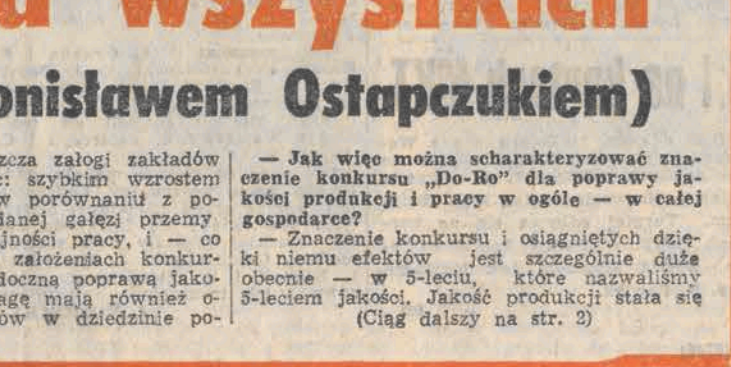 wszystkich
onisławem Ostapczukiem)
zcza załogi zakładów
: szybkim wzrostem
w porównaniu z po-
danej gałęzi przemy
jności pracy, i — co
założeniach konkur-
doczną poprawą jako-
agę mają również o-
ów w dziedzinie po-
— Jak więc można scharakteryzować zna-
czenie konkursu „Do-Ro” dla poprawy ja-
kości produkcji i pracy w ogóle — w całej
gospodarce?
— Znaczenie konkursu i osiągniętych dzię-
ki niemu efektów jest szczególnie duże
obecnie — w 5-leciu, które nazwaliśmy
5-leciem jakości. Jakość produkcji stała się
(Ciąg dalszy na str. 2)